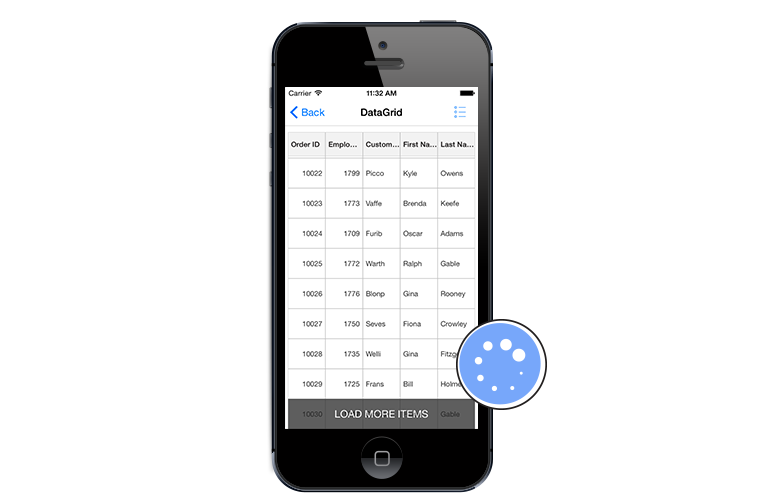 Carrier 11:32 AM
Back DataGrid
Order ID Emplo... Custom... First Na... Last Na...
10022 1799 Picco Kyle Owens
10023 1773 Vaffe Brenda Keefe
10024 1709 Furib Oscar Adams
10025 1772 Warth Ralph Gable
10026 1776 Blonp Gina Rooney
10027 1750 Seves Fiona Crowley
10028 1735 Welli Gina Fitzg
10029 1725 Frans Bill Holme
10030 LOAD MORE ITEMS Gable